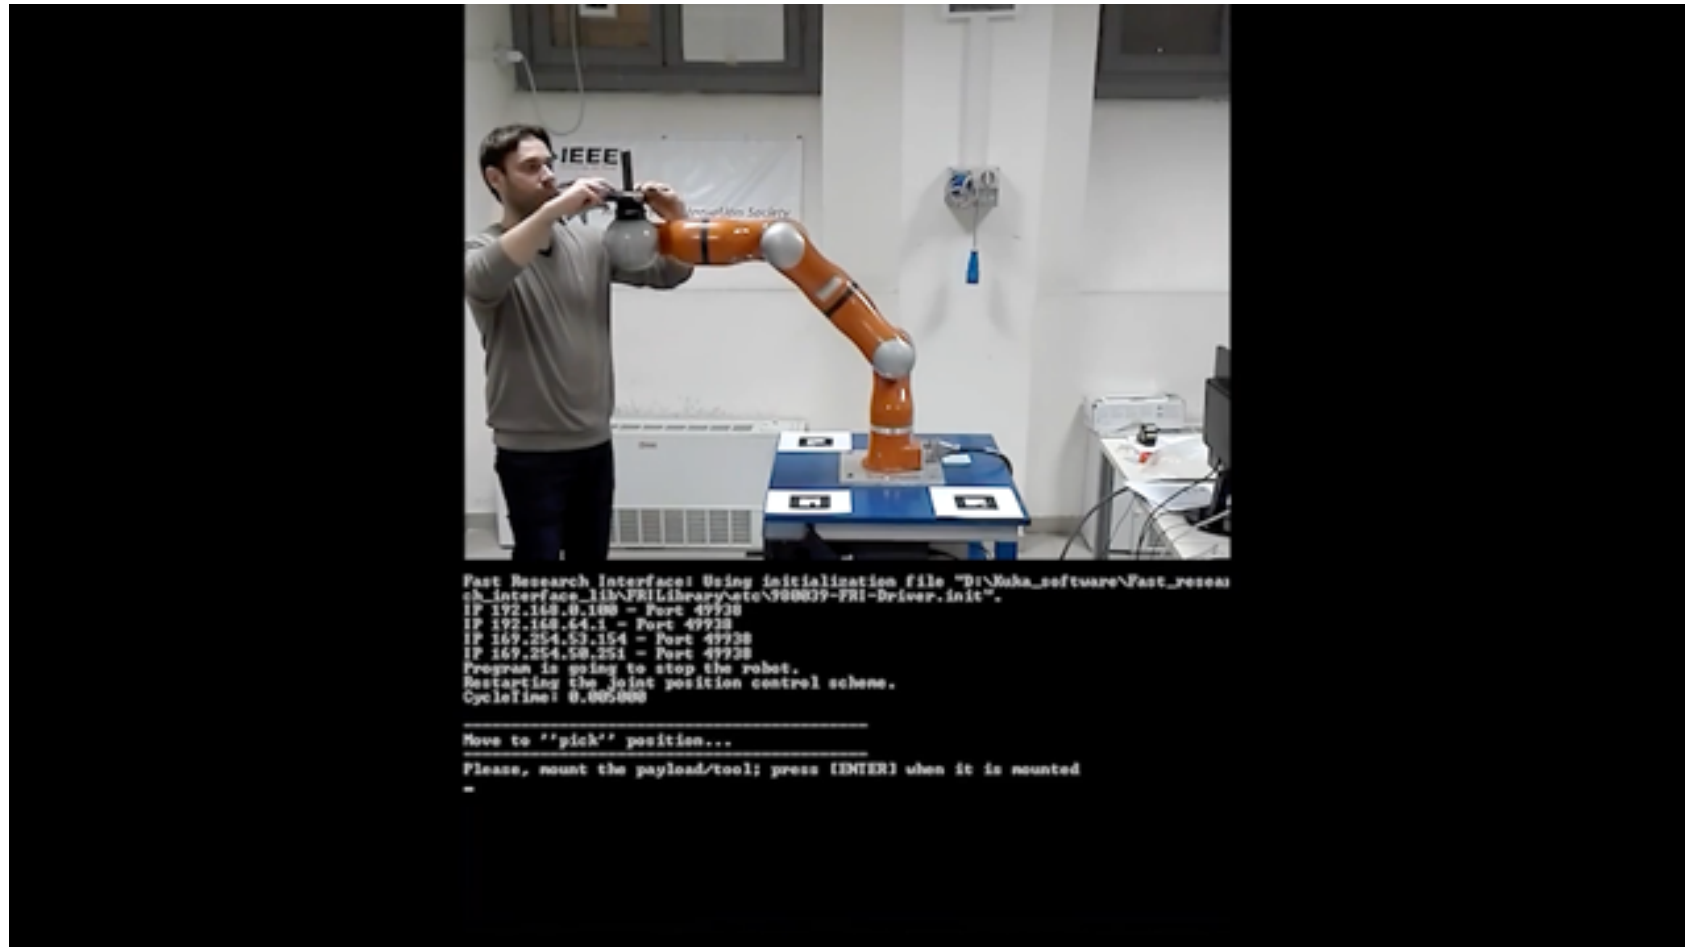 IEEE
Innovation Society
Fast Research Interface: Using initialization file "D:\Kuka_software\Fast_resear
ch_interface_lib\FRILibrary\etc\980039-FRI-Driver.init".
IP 192.168.0.100 - Port 49938
IP 192.168.64.1 - Port 49938
IP 169.254.53.154 - Port 49938
IP 169.254.50.251 - Port 49938
Program is going to stop the robot.
Restarting the joint position control scheme.
CycleTime: 0.005000
Move to ''pick'' position...
Please, mount the payload/tool; press [ENTER] when it is mounted